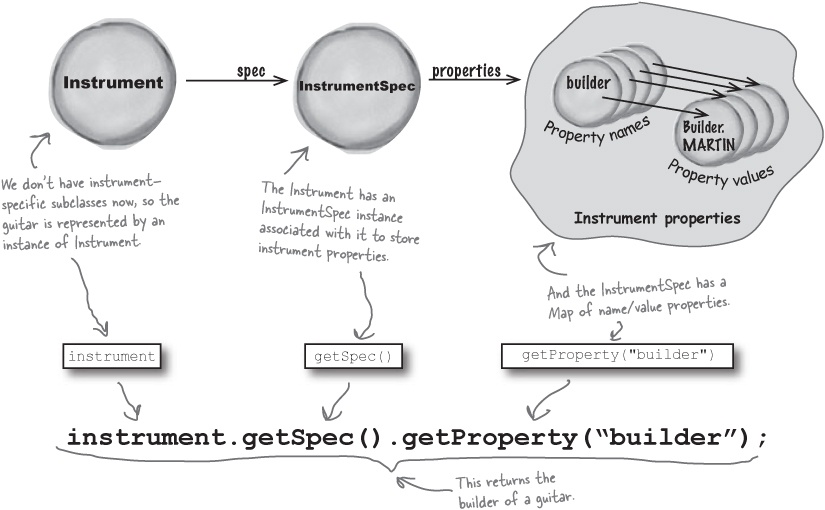 Instrument
spec
InstrumentSpec
properties
builder
Property names
Builder.
MARTIN
Property values
Instrument properties
We don't have instrument-
specific subclasses now, so the
guitar is represented by an
instance of Instrument.
The Instrument has an
InstrumentSpec instance
associated with it to store
instrument properties.
And the InstrumentSpec has a
Map of name/value properties.
instrument
getSpec()
getProperty("builder")
instrument.getSpec().getProperty(“builder”);
This returns the
builder of a guitar.